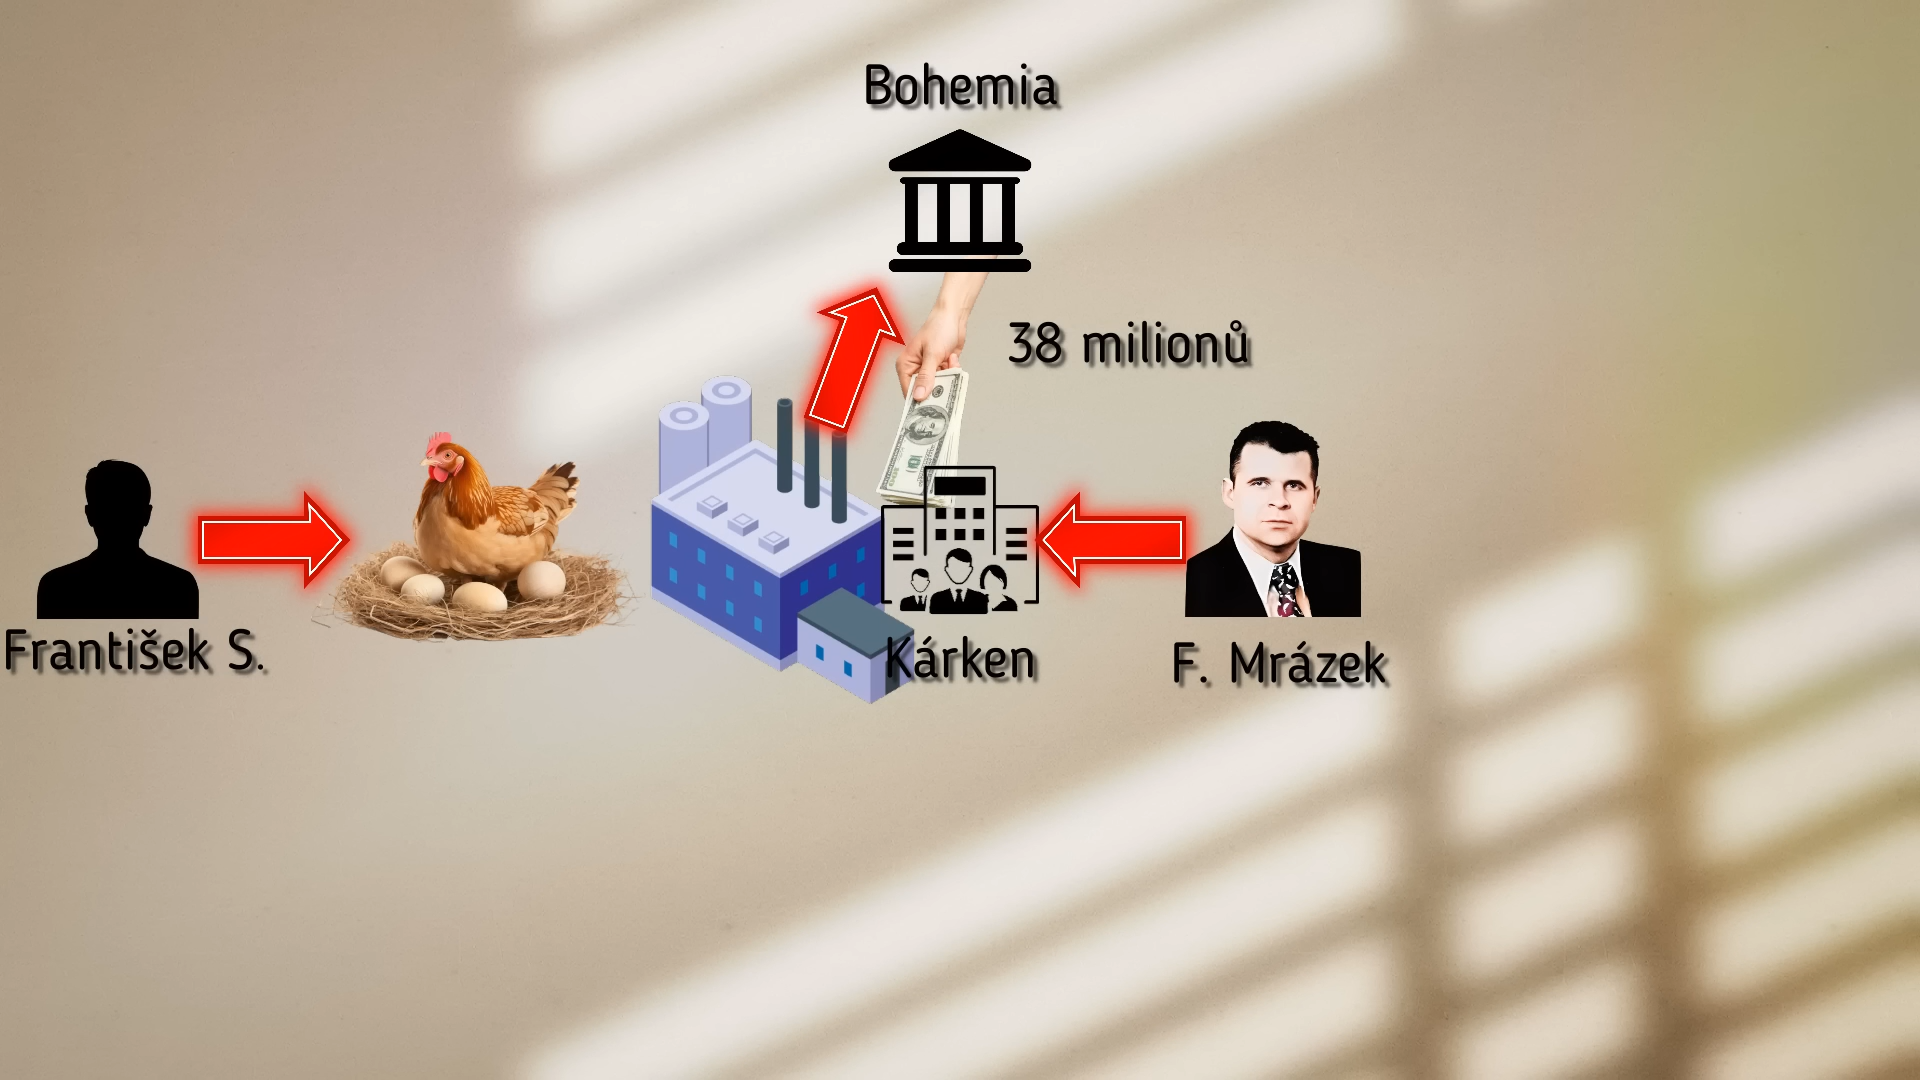 Bohemia
38 milionů
František S.
Kárken
F. Mrázek